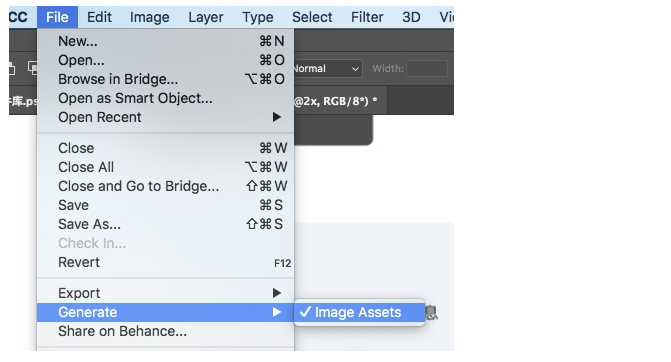 CC File Edit Image Layer Type Select Filter 3D
New... ⌘N
Open... ⌘O
Browse in Bridge... ⌥⌘O
Normal Width:
Open as Smart Object...
库.ps @2x, RGB/8*) *
Open Recent ▶
Close ⌘W
Close All ⌥⌘W
Close and Go to Bridge... ⇧⌘W
Save ⌘S
Save As... ⇧⌘S
Check In...
Revert F12
Export ▶
Generate ▶ ✓ Image Assets 息
Share on Behance...